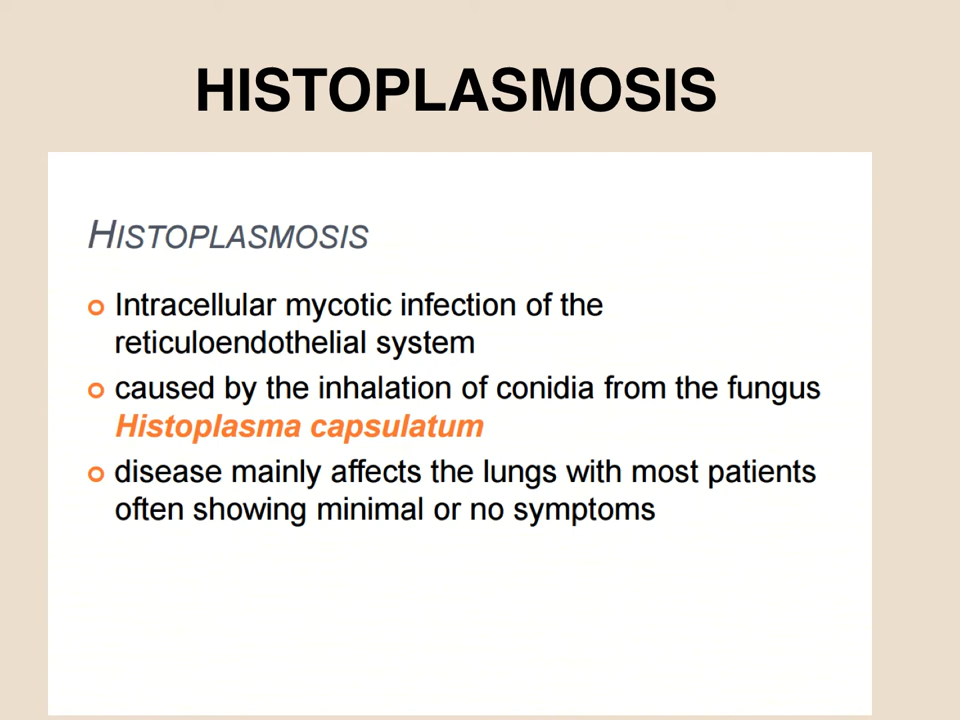 HISTOPLASMOSIS
HISTOPLASMOSIS
Intracellular mycotic infection of the
reticuloendothelial system
caused by the inhalation of conidia from the fungus
Histoplasma capsulatum
disease mainly affects the lungs with most patients
often showing minimal or no symptoms